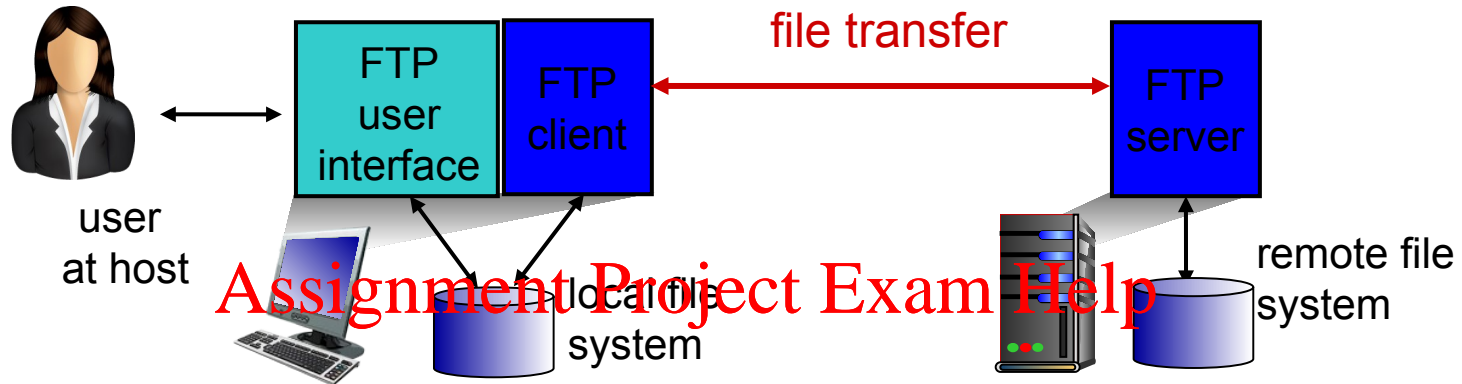 file transfer
FTP
user
interface
FTP
client
FTP
server
user
at host
local file
system
remote file
system
Assignment Project Exam Help